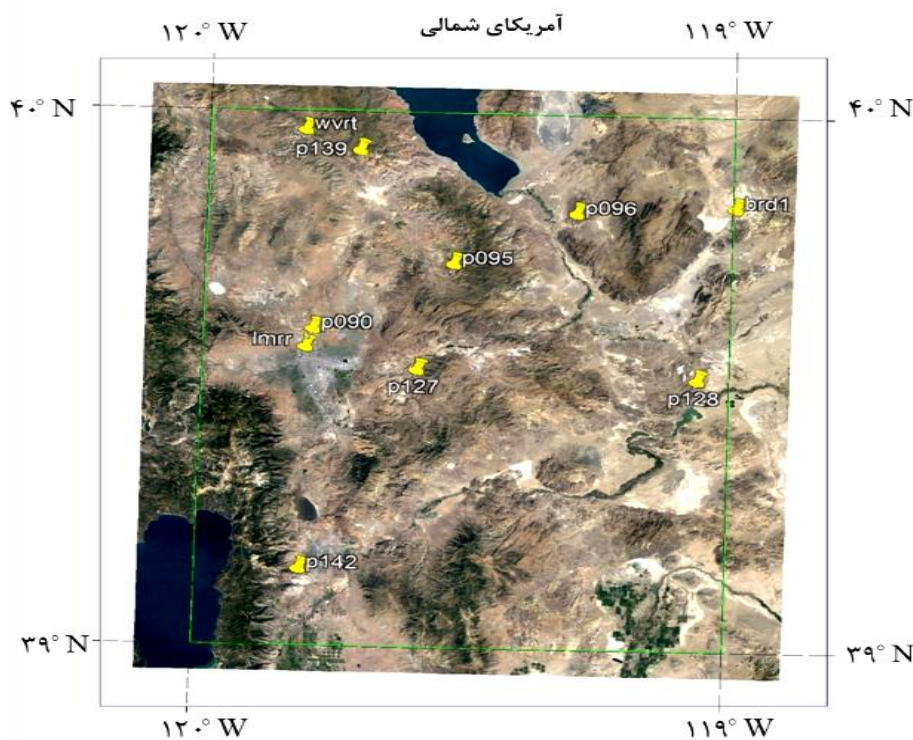 آمریکای شمالی
۱۲۰° W
۱۱۹° W
۴۰° N
۴۰° N
wvrt
p139
p096
brd1
p095
p090
lmrr
p127
p128
p142
۳۹° N
۳۹° N
۱۲۰° W
۱۱۹° W